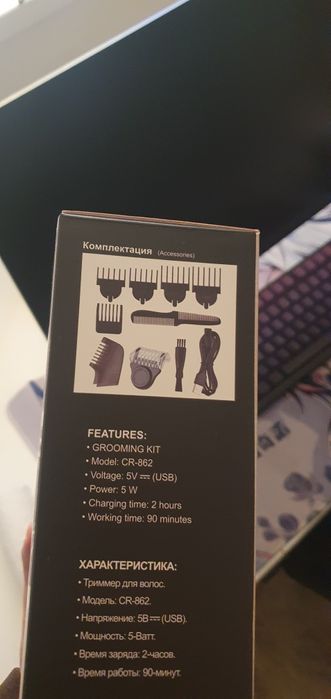 Комплектация (Accessories)
FEATURES:
• GROOMING KIT
• Model: CR-862
• Voltage: 5V⎓(USB)
• Power: 5 W
• Charging time: 2 hours
• Working time: 90 minutes
ХАРАКТЕРИСТИКА:
• Триммер для волос.
• Модель: CR-862.
• Напряжение: 5В⎓(USB).
• Мощность: 5-Ватт.
• Время заряда: 2-часов.
• Время работы: 90-минут.